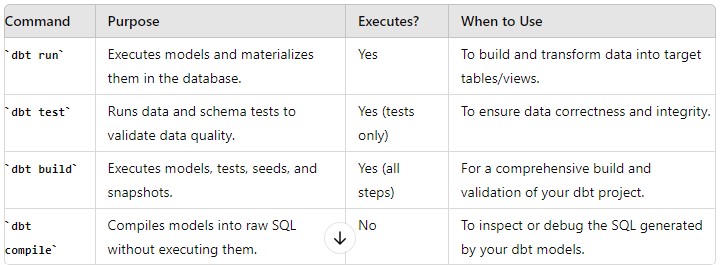 Command Purpose Executes? When to Use
`dbt run` Executes models and materializes Yes To build and transform data into target
them in the database. tables/views.
`dbt test` Runs data and schema tests to Yes (tests To ensure data correctness and integrity.
validate data quality. only)
`dbt build` Executes models, tests, seeds, and Yes (all For a comprehensive build and
snapshots. steps) validation of your dbt project.
`dbt Compiles models into raw SQL No To inspect or debug the SQL generated
compile` without executing them. by your dbt models.